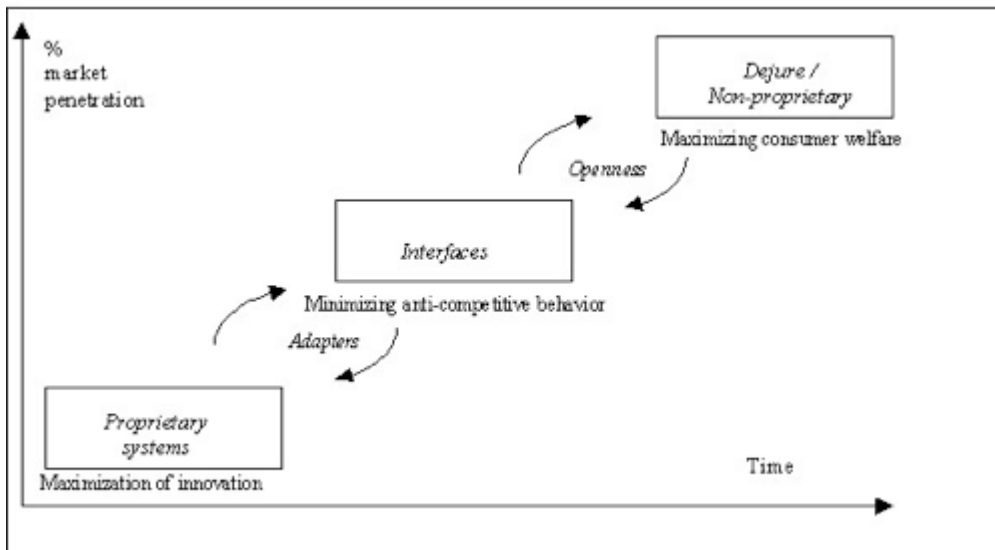 %
market
penetration
Dejure /
Non-proprietary
Maximizing consumer welfare
Openness
Interfaces
Minimizing anti-competitive behavior
Adapters
Proprietary
systems
Maximization of innovation
Time